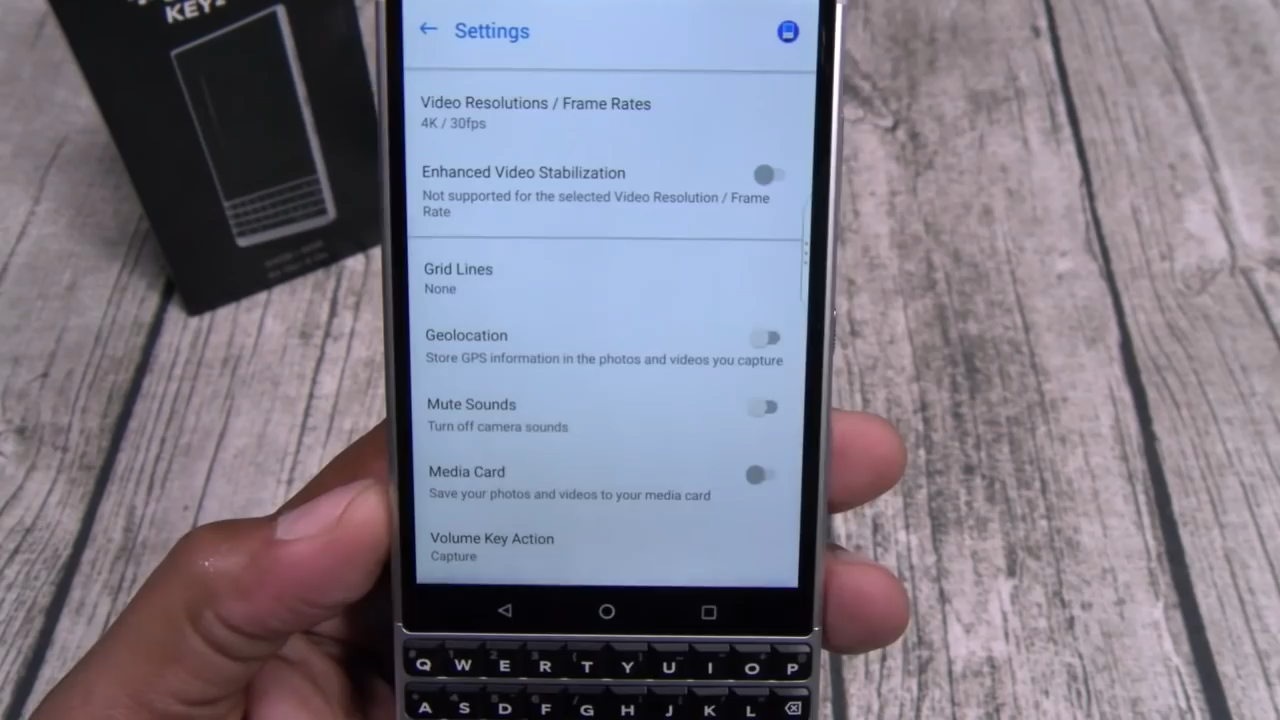 KEY²
Settings
Video Resolutions / Frame Rates
4K / 30fps
Enhanced Video Stabilization
Not supported for the selected Video Resolution / Frame
Rate
Grid Lines
None
Geolocation
Store GPS information in the photos and videos you capture
Mute Sounds
Turn off camera sounds
Media Card
Save your photos and videos to your media card
Volume Key Action
Capture
Q W E R T Y U I O P
A S D F G H J K L